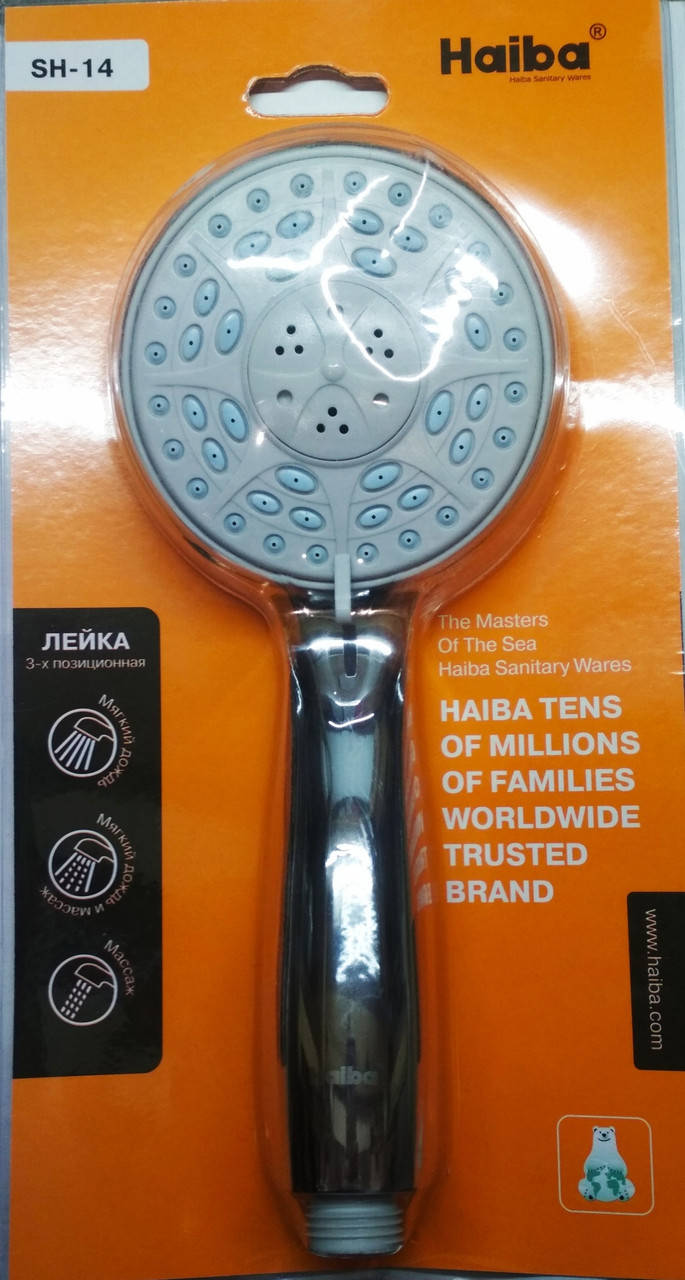 SH-14
Haiba®
Haiba Sanitary Wares
ЛЕЙКА
3-х позиционная
Мягкий дождь
Мягкий дождь и массаж
Массаж
The Masters
Of The Sea
Haiba Sanitary Wares
HAIBA TENS
OF MILLIONS
OF FAMILIES
WORLDWIDE
TRUSTED
BRAND
www.haiba.com
Haiba